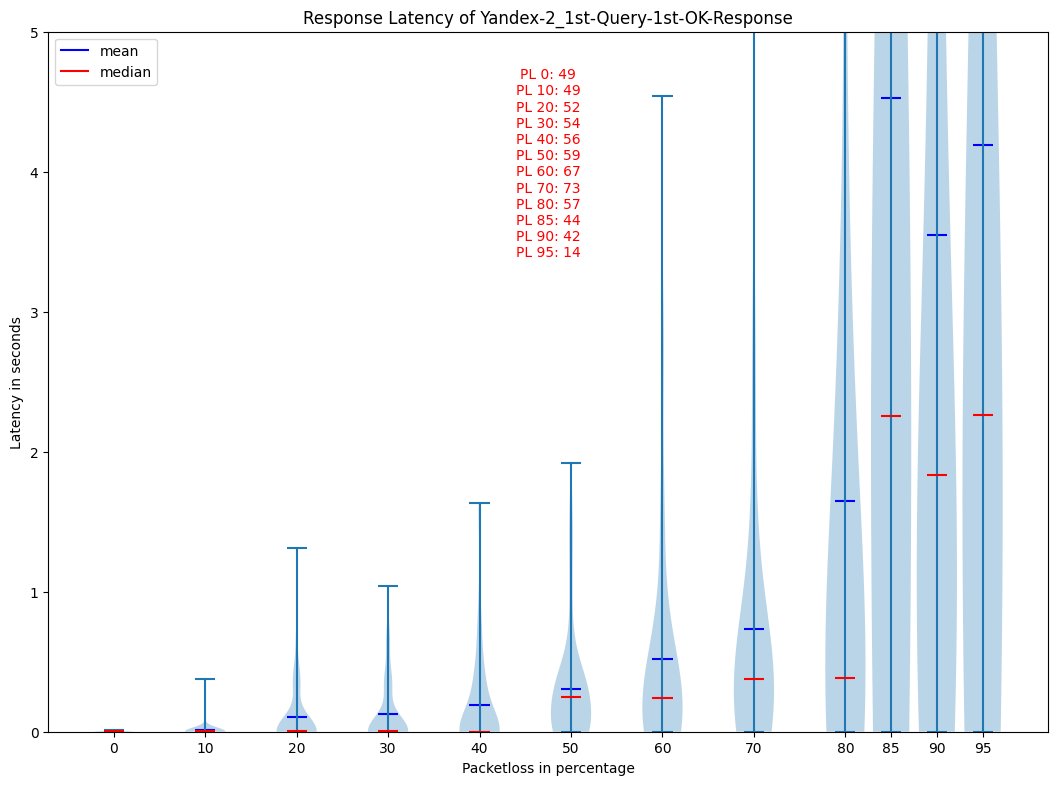 Response Latency of Yandex-2_1st-Query-1st-OK-Response
mean
median
PL 0: 49
PL 10: 49
PL 20: 52
PL 30: 54
PL 40: 56
PL 50: 59
PL 60: 67
PL 70: 73
PL 80: 57
PL 85: 44
PL 90: 42
PL 95: 14
5
4
3
2
1
0
Latency in seconds
0 10 20 30 40 50 60 70 80 85 90 95
Packetloss in percentage